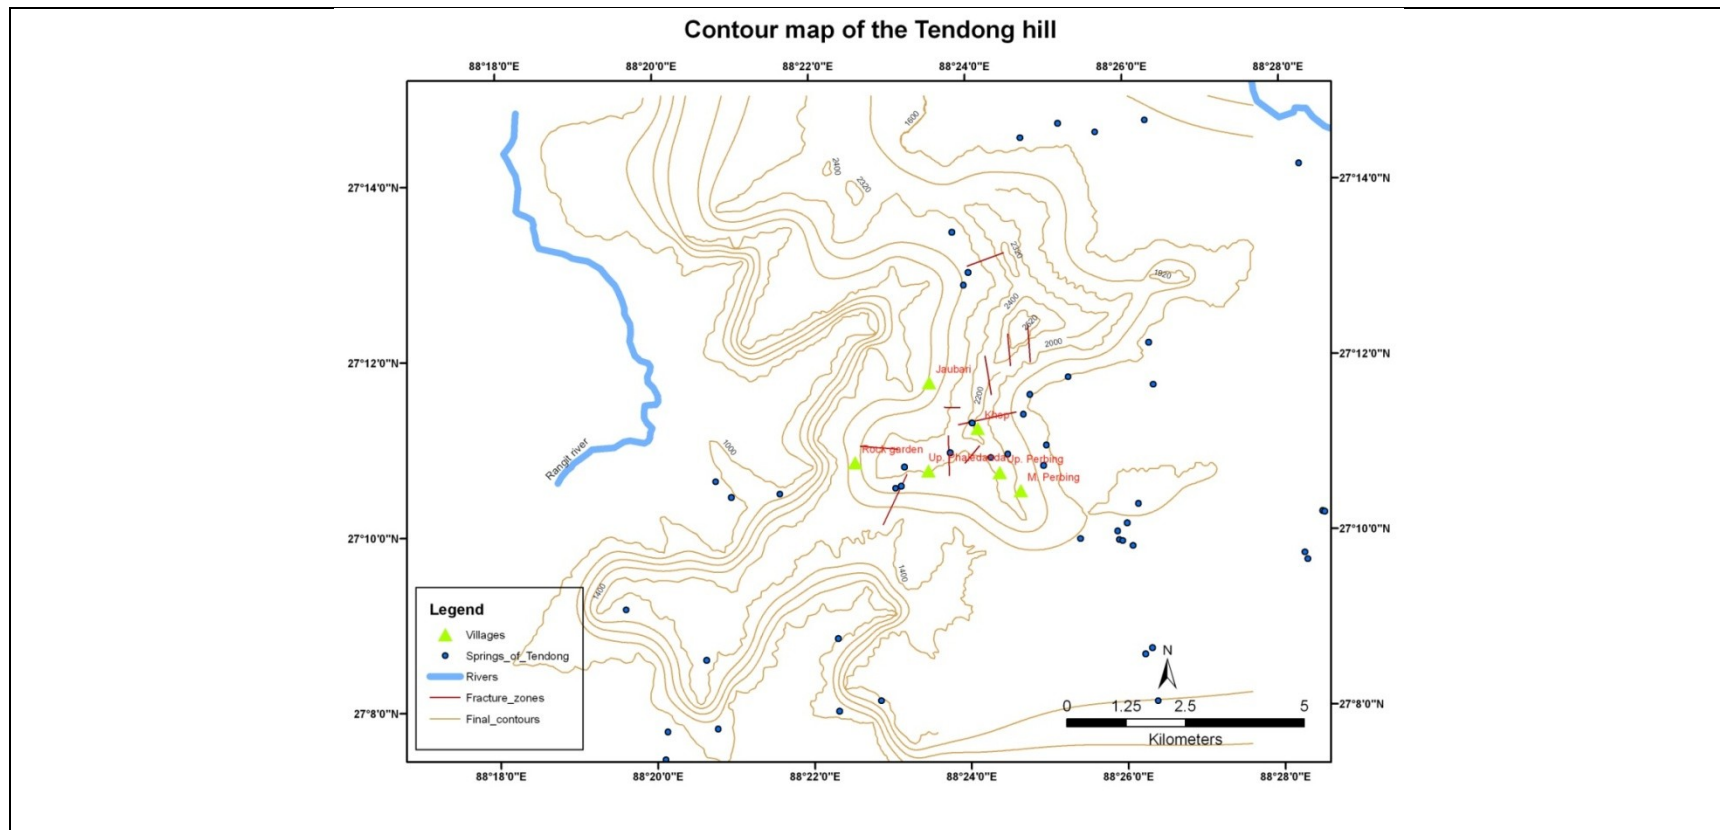 Contour map of the Tendong hill
88°18'0"E 88°20'0"E 88°22'0"E 88°24'0"E 88°26'0"E 88°28'0"E
1600
2400
2320
27°14'0"N 27°14'0"N
2320
1920
2400
2620
2000
27°12'0"N 27°12'0"N
Jaubari
2200
Khop
Rangit river
1000
Rock garden
Up. Phaledanda
Up. Perbing
M. Perbing
27°10'0"N 27°10'0"N
1400
1400
Legend
Villages
Springs_of_Tendong
Rivers
Fracture_zones
Final_contours
N
27°8'0"N 27°8'0"N
0 1.25 2.5 5
Kilometers
88°18'0"E 88°20'0"E 88°22'0"E 88°24'0"E 88°26'0"E 88°28'0"E